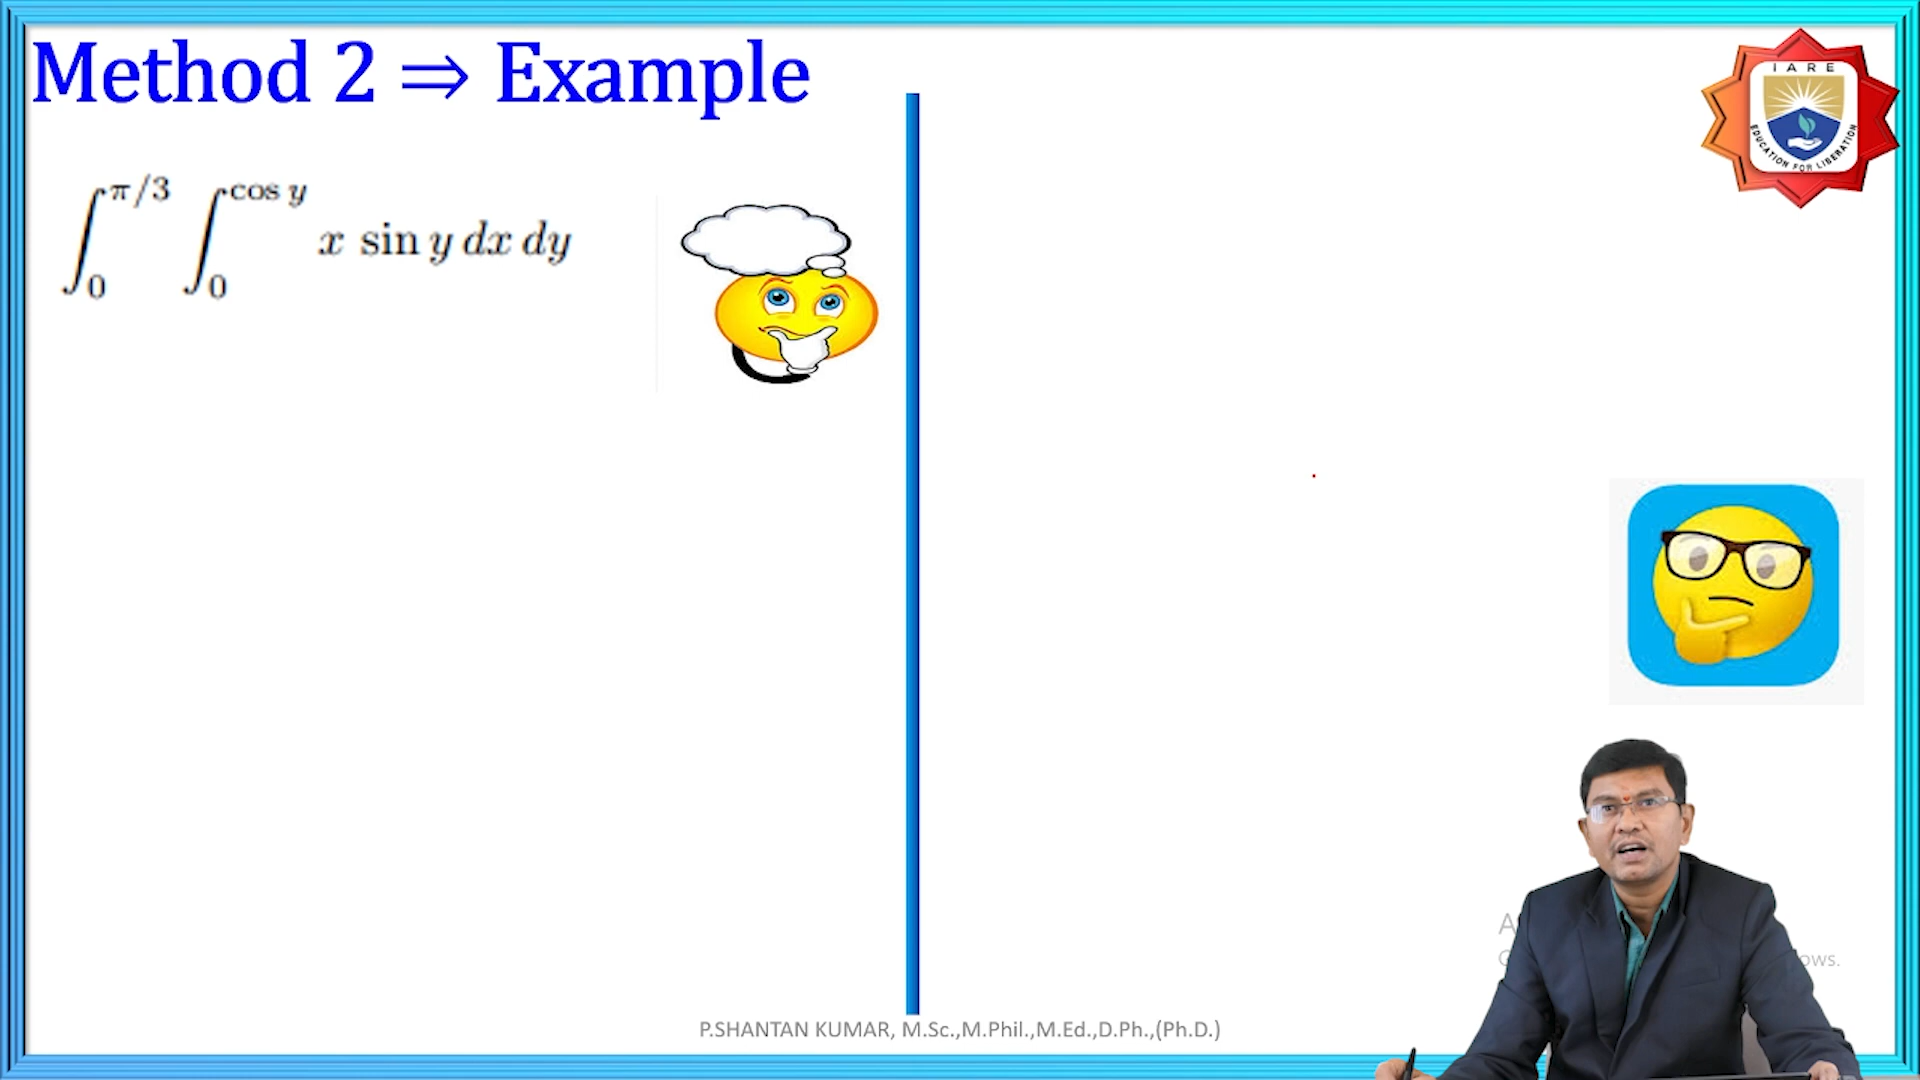 Method 2 ⇒ Example
∫₀^{π/3} ∫₀^{cos y} x sin y dx dy
IARE
EDUCATION FOR LIBERATION
P.SHANTAN KUMAR, M.Sc.,M.Phil.,M.Ed.,D.Ph.,(Ph.D.)